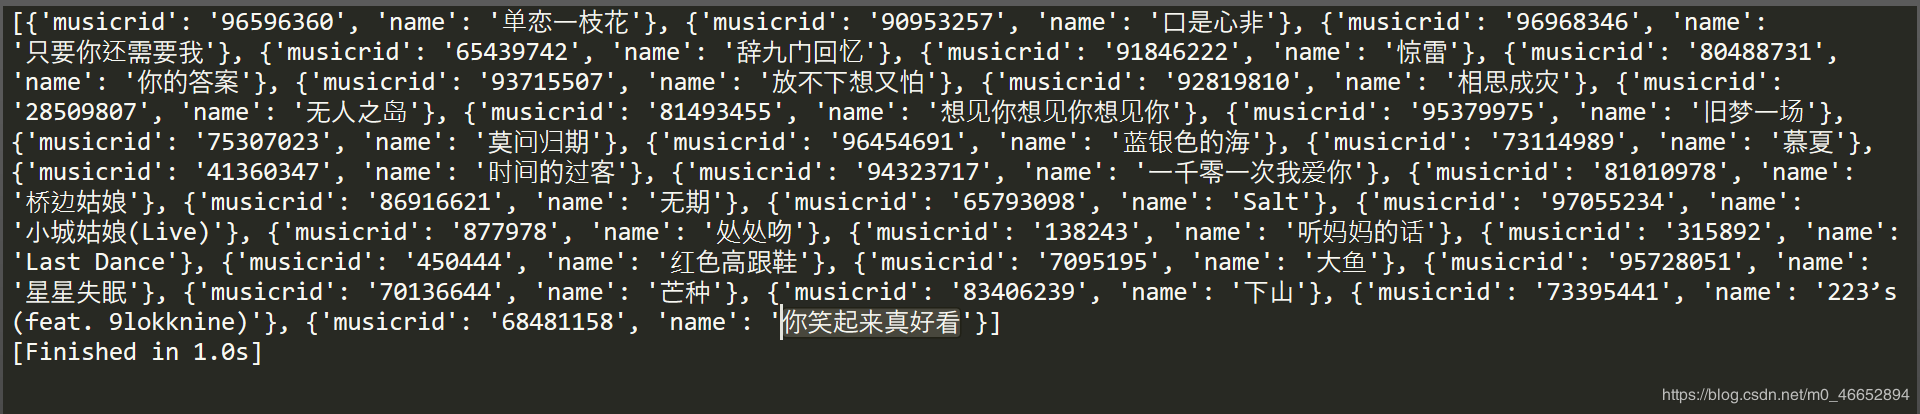 [{'musicrid': '96596360', 'name': '单恋一枝花'}, {'musicrid': '90953257', 'name': '口是心非'}, {'musicrid': '96968346', 'name':
'只要你还需要我'}, {'musicrid': '65439742', 'name': '辞九门回忆'}, {'musicrid': '91846222', 'name': '惊雷'}, {'musicrid': '80488731',
'name': '你的答案'}, {'musicrid': '93715507', 'name': '放不下想又怕'}, {'musicrid': '92819810', 'name': '相思成灾'}, {'musicrid':
'28509807', 'name': '无人之岛'}, {'musicrid': '81493455', 'name': '想见你想见你想见你'}, {'musicrid': '95379975', 'name': '旧梦一场'},
{'musicrid': '75307023', 'name': '莫问归期'}, {'musicrid': '96454691', 'name': '蓝银色的海'}, {'musicrid': '73114989', 'name': '慕夏'},
{'musicrid': '41360347', 'name': '时间的过客'}, {'musicrid': '94323717', 'name': '一千零一次我爱你'}, {'musicrid': '81010978', 'name':
'桥边姑娘'}, {'musicrid': '86916621', 'name': '无期'}, {'musicrid': '65793098', 'name': 'Salt'}, {'musicrid': '97055234', 'name':
'小城姑娘(Live)'}, {'musicrid': '877978', 'name': '怂怂吻'}, {'musicrid': '138243', 'name': '听妈妈的话'}, {'musicrid': '315892', 'name':
'Last Dance'}, {'musicrid': '450444', 'name': '红色高跟鞋'}, {'musicrid': '7095195', 'name': '大鱼'}, {'musicrid': '95728051', 'name':
'星星失眠'}, {'musicrid': '70136644', 'name': '芒种'}, {'musicrid': '83406239', 'name': '下山'}, {'musicrid': '73395441', 'name': '223’s
(feat. 9lokknine)'}, {'musicrid': '68481158', 'name': '你笑起来真好看'}]
[Finished in 1.0s]
https://blog.csdn.net/m0_46652894